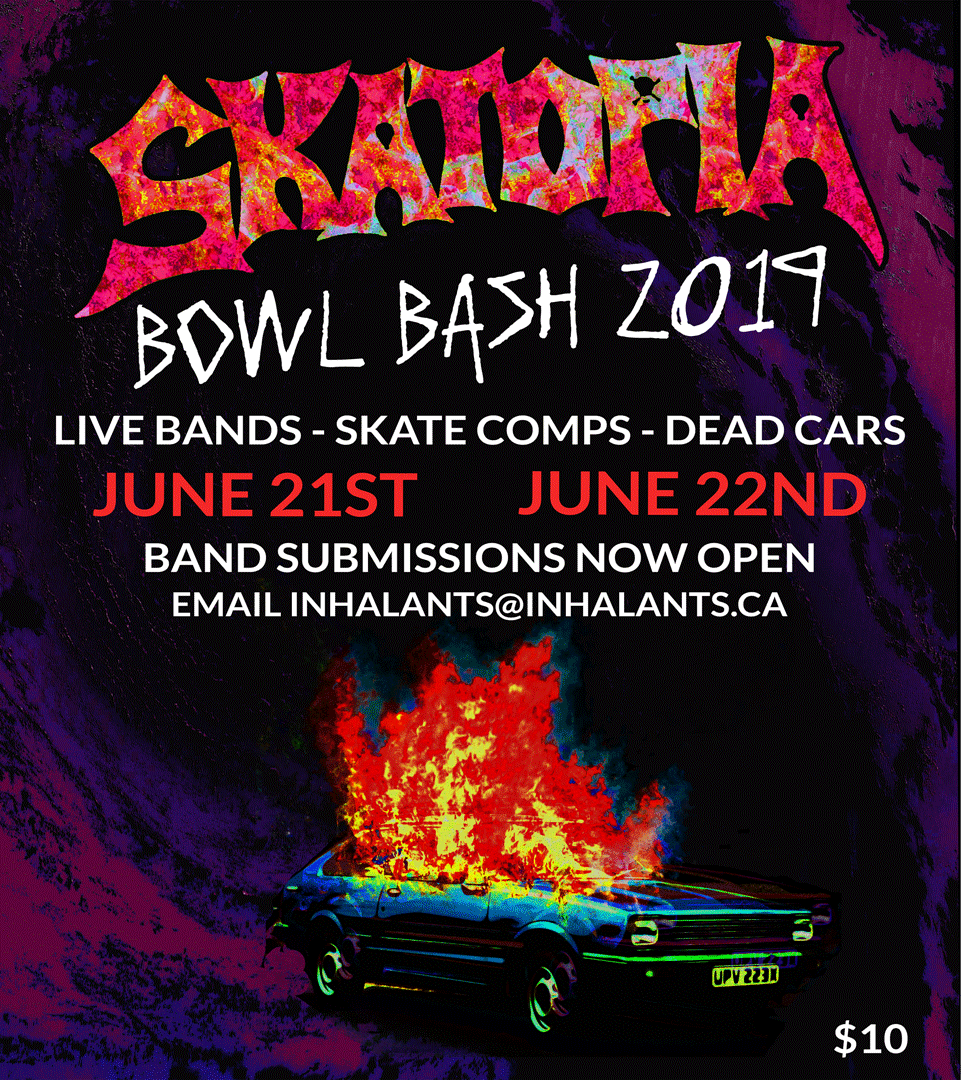 SKATOPIA
BOWL BASH 2019
LIVE BANDS - SKATE COMPS - DEAD CARS
JUNE 21ST JUNE 22ND
BAND SUBMISSIONS NOW OPEN
EMAIL INHALANTS@INHALANTS.CA
UPV 223X
$10